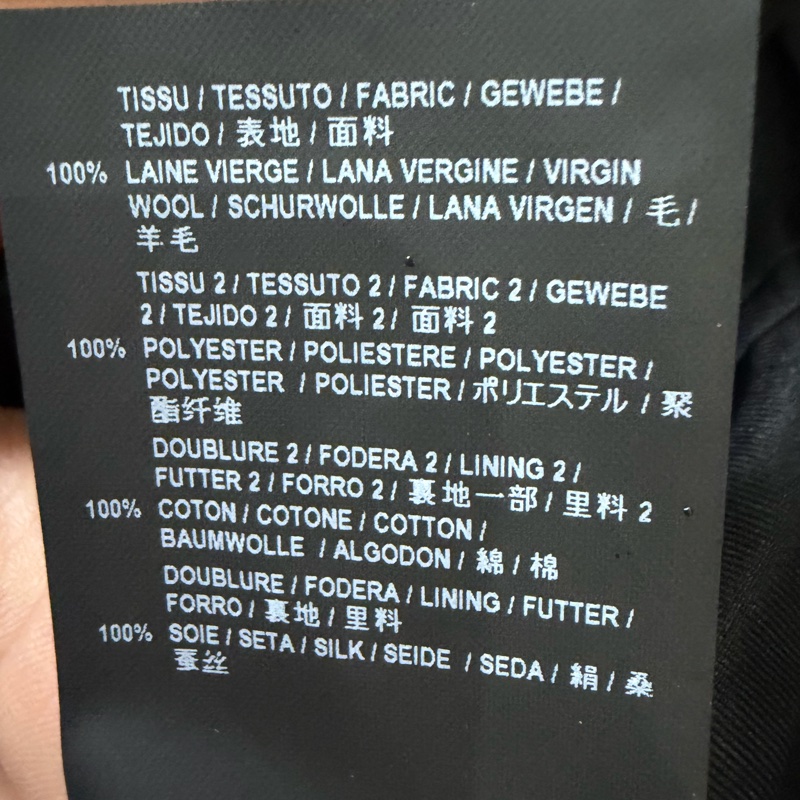 TISSU / TESSUTO / FABRIC / GEWEBE /
TEJIDO / 表地 / 面料
100% LAINE VIERGE / LANA VERGINE / VIRGIN
WOOL / SCHURWOLLE / LANA VIRGEN / 毛 /
羊毛
TISSU 2 / TESSUTO 2 / FABRIC 2 / GEWEBE
2 / TEJIDO 2 / 面料 2 / 面料 2
100% POLYESTER / POLIESTERE / POLYESTER /
POLYESTER / POLIESTER / ポリエステル / 聚
酯纤维
DOUBLURE 2 / FODERA 2 / LINING 2 /
FUTTER 2 / FORRO 2 / 裏地一部 / 里料 2
100% COTON / COTONE / COTTON /
BAUMWOLLE / ALGODON / 綿 / 棉
DOUBLURE / FODERA / LINING / FUTTER /
FORRO / 裏地 / 里料
100% SOIE / SETA / SILK / SEIDE / SEDA / 絹 / 桑
蚕丝